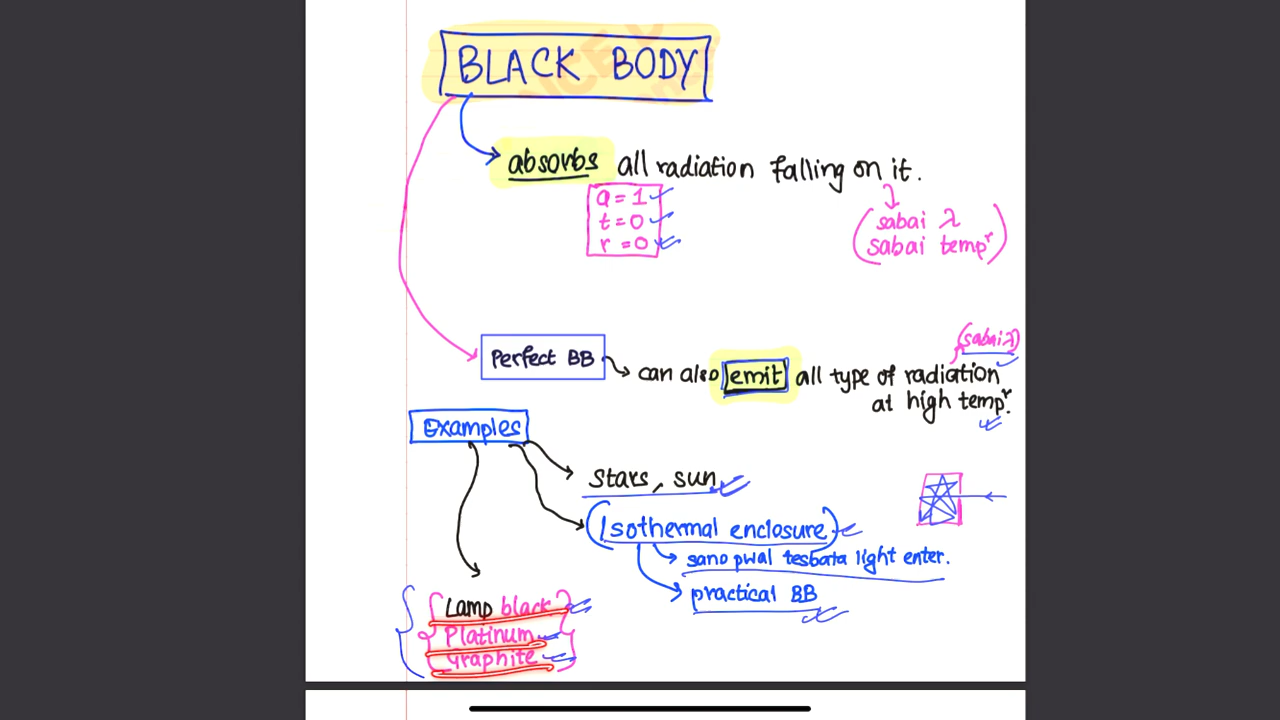 BLACK BODY
absorbs all radiation falling on it.
a = 1
t = 0
r = 0
(sabai λ
sabai tempʳ)
Perfect BB
can also emit all type of radiation
(sabai λ)
at high tempʳ.
Examples
Stars, sun
(Isothermal enclosure)
sano pwal tesbata light enter.
practical BB
Lamp black
Platinum
Graphite